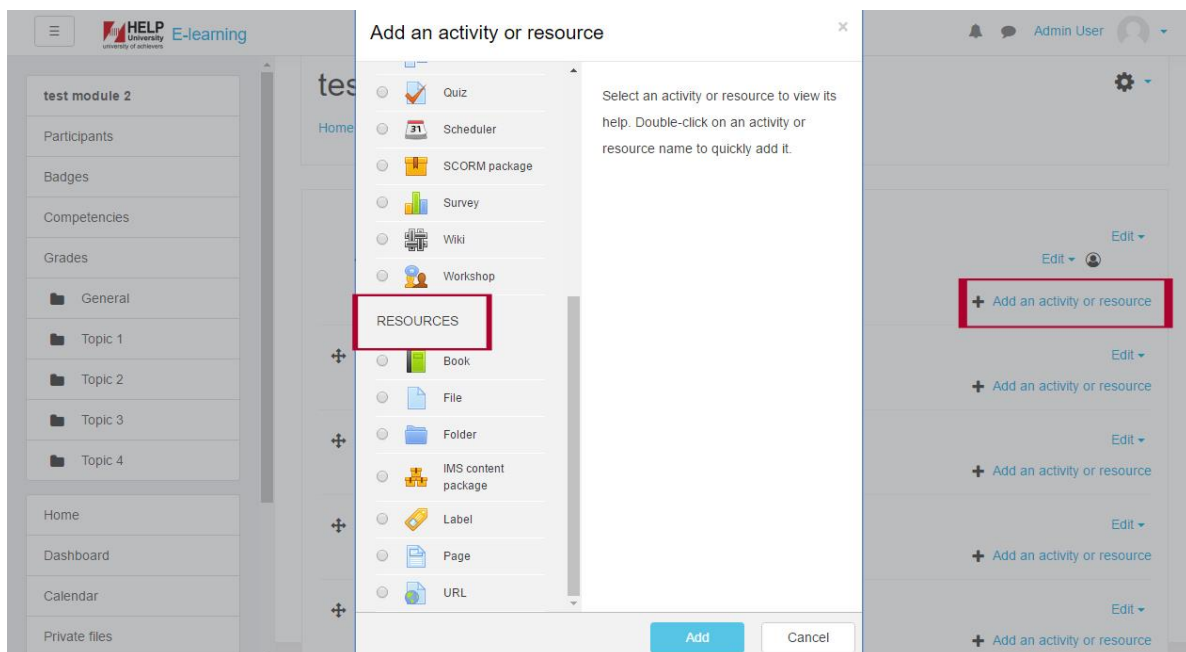 HELP
University
university of achievers
E-learning
Admin User
test module 2
Participants
Badges
Competencies
Grades
General
Topic 1
Topic 2
Topic 3
Topic 4
Home
Dashboard
Calendar
Private files
tes
Home
Add an activity or resource
×
Quiz
31
Scheduler
SCORM package
Survey
Wiki
Workshop
RESOURCES
Book
File
Folder
IMS content
package
Label
Page
URL
Select an activity or resource to view its
help. Double-click on an activity or
resource name to quickly add it.
Add
Cancel
Edit
Edit
Add an activity or resource
Edit
Add an activity or resource
Edit
Add an activity or resource
Edit
Add an activity or resource
Edit
Add an activity or resource